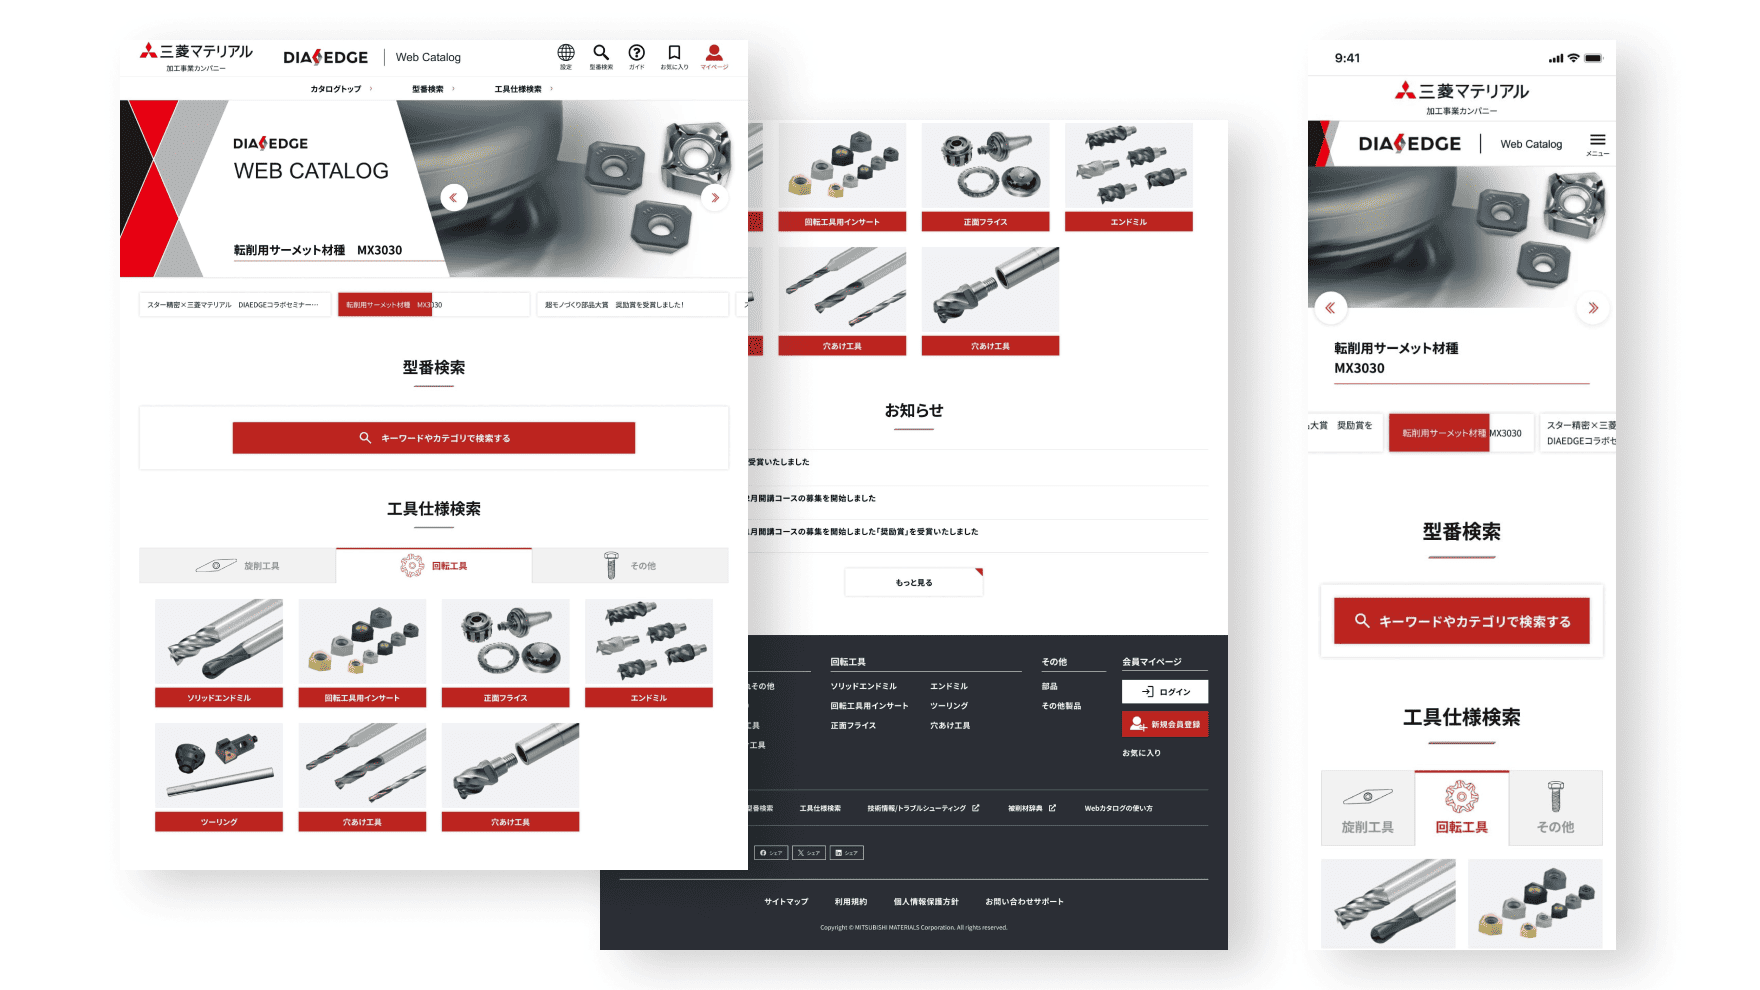 三菱マテリアル
加工事業カンパニー
DIAEDGE
Web Catalog
設定
型番検索
ガイド
お気に入り
マイページ
カタログトップ
型番検索
工具仕様検索
DIAEDGE
WEB CATALOG
転削用サーメット材種 MX3030
スター精密×三菱マテリアル DIAEDGEコラボセミナー…
転削用サーメット材種 MX3030
超モノづくり部品大賞 奨励賞を受賞しました!
型番検索
キーワードやカテゴリで検索する
工具仕様検索
旋削工具
回転工具
その他
ソリッドエンドミル
回転工具用インサート
正面フライス
エンドミル
ツーリング
穴あけ工具
穴あけ工具
回転工具用インサート
正面フライス
エンドミル
穴あけ工具
穴あけ工具
お知らせ
受賞いたしました
月開講コースの募集を開始しました
月開講コースの募集を開始しました「奨励賞」を受賞いたしました
もっと見る
その他
工具
工具
回転工具
ソリッドエンドミル
エンドミル
回転工具用インサート
ツーリング
正面フライス
穴あけ工具
その他
部品
その他製品
会員マイページ
ログイン
新規会員登録
お気に入り
型番検索
工具仕様検索
技術情報/トラブルシューティング
被削材辞典
Webカタログの使い方
シェア
シェア
シェア
サイトマップ
利用規約
個人情報保護方針
お問い合わせサポート
Copyright © MITSUBISHI MATERIALS Corporation. All rights reserved.
9:41
三菱マテリアル
加工事業カンパニー
DIAEDGE
Web Catalog
メニュー
転削用サーメット材種
MX3030
大賞 奨励賞を
転削用サーメット材種 MX3030
スター精密×三菱
DIAEDGEコラボセ
型番検索
キーワードやカテゴリで検索する
工具仕様検索
旋削工具
回転工具
その他